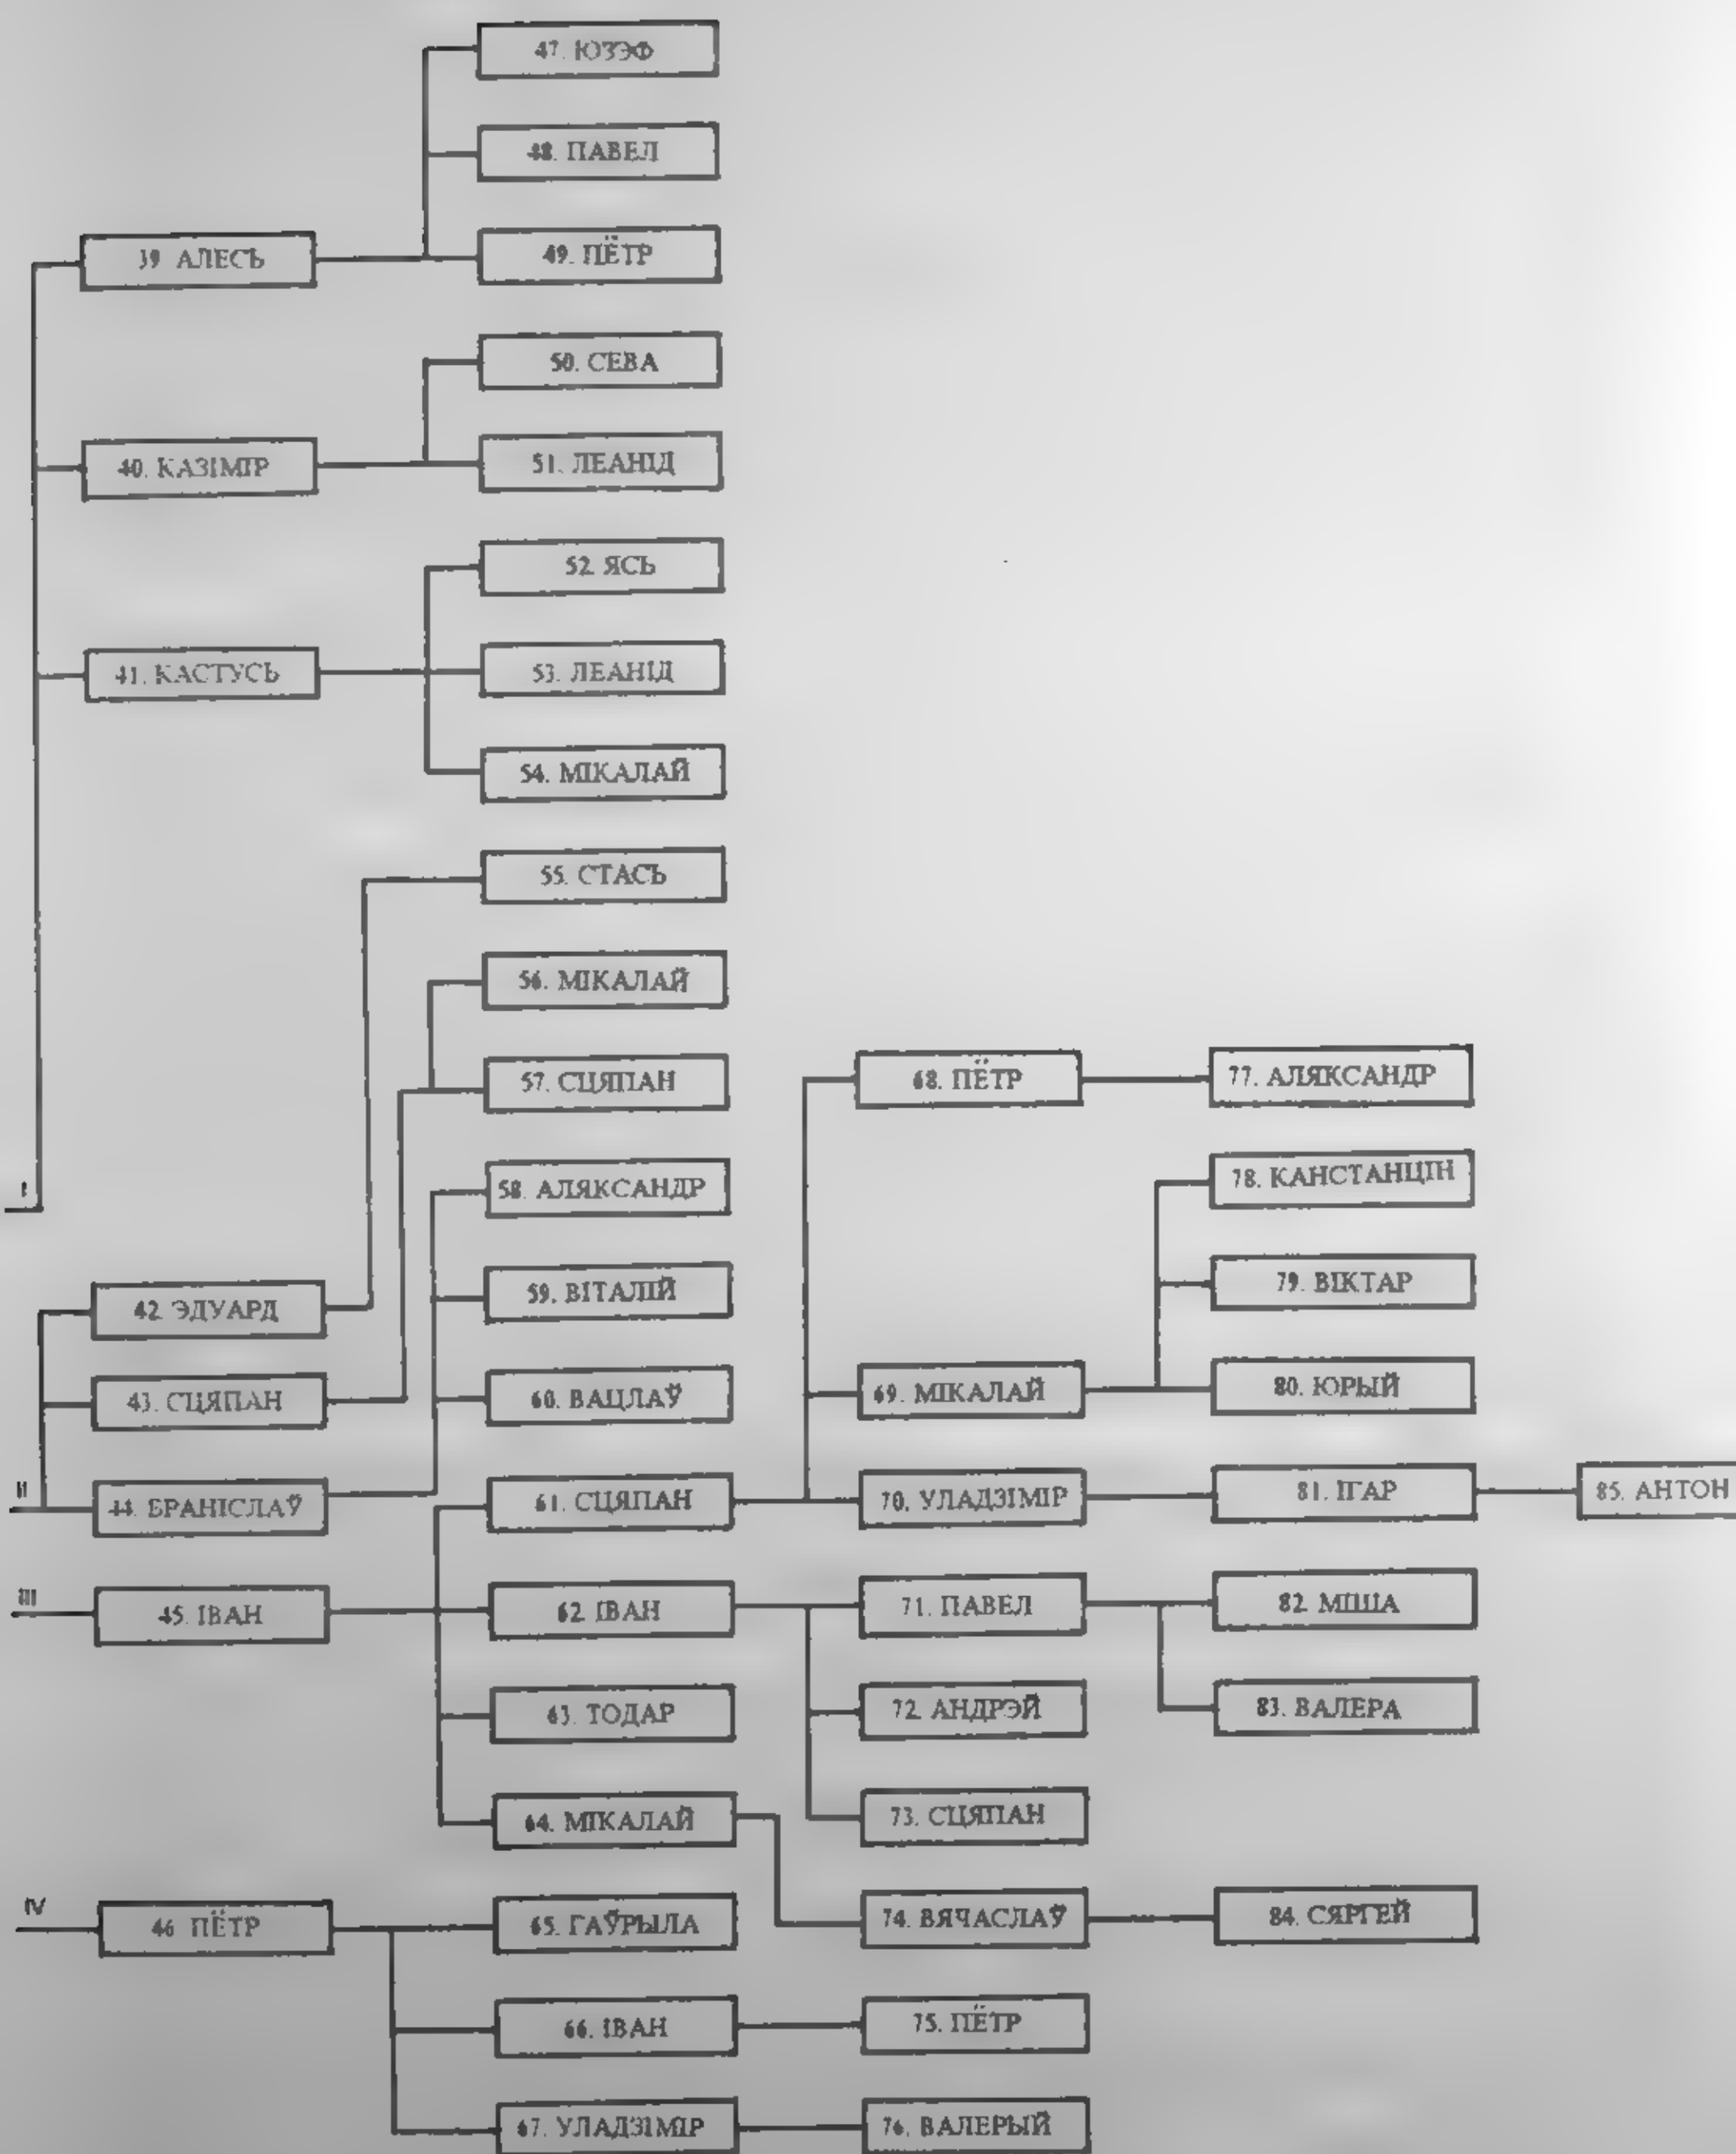 47. ЮЗЭФ
48. ПАВЕЛ
39 АЛЕСЬ
49. ПЁТР
50. СЕВА
40. КАЗІМІР
51. ЛЕАНІД
52. ЯСЬ
41. КАСТУСЬ
53. ЛЕАНІД
54. МІКАЛАЙ
55. СТАСЬ
56. МІКАЛАЙ
57. СЦЯПАН
68. ПЁТР
77. АЛЯКСАНДР
I
58. АЛЯКСАНДР
78. КАНСТАНЦІН
42. ЭДУАРД
59. ВІТАЛІЙ
79. ВІКТАР
43. СЦЯПАН
60. ВАЦЛАЎ
69. МІКАЛАЙ
80. ЮРЫЙ
II
44. БРАНІСЛАЎ
61. СЦЯПАН
70. УЛАДЗІМІР
81. ІГАР
85. АНТОН
III
45. ІВАН
62. ІВАН
71. ПАВЕЛ
82. МІША
63. ТОДАР
72. АНДРЭЙ
83. ВАЛЕРА
64. МІКАЛАЙ
73. СЦЯПАН
IV
46 ПЁТР
65. ГАЎРЫЛА
74. ВЯЧАСЛАЎ
84. СЯРГЕЙ
66. ІВАН
75. ПЁТР
67. УЛАДЗІМІР
76. ВАЛЕРЫЙ